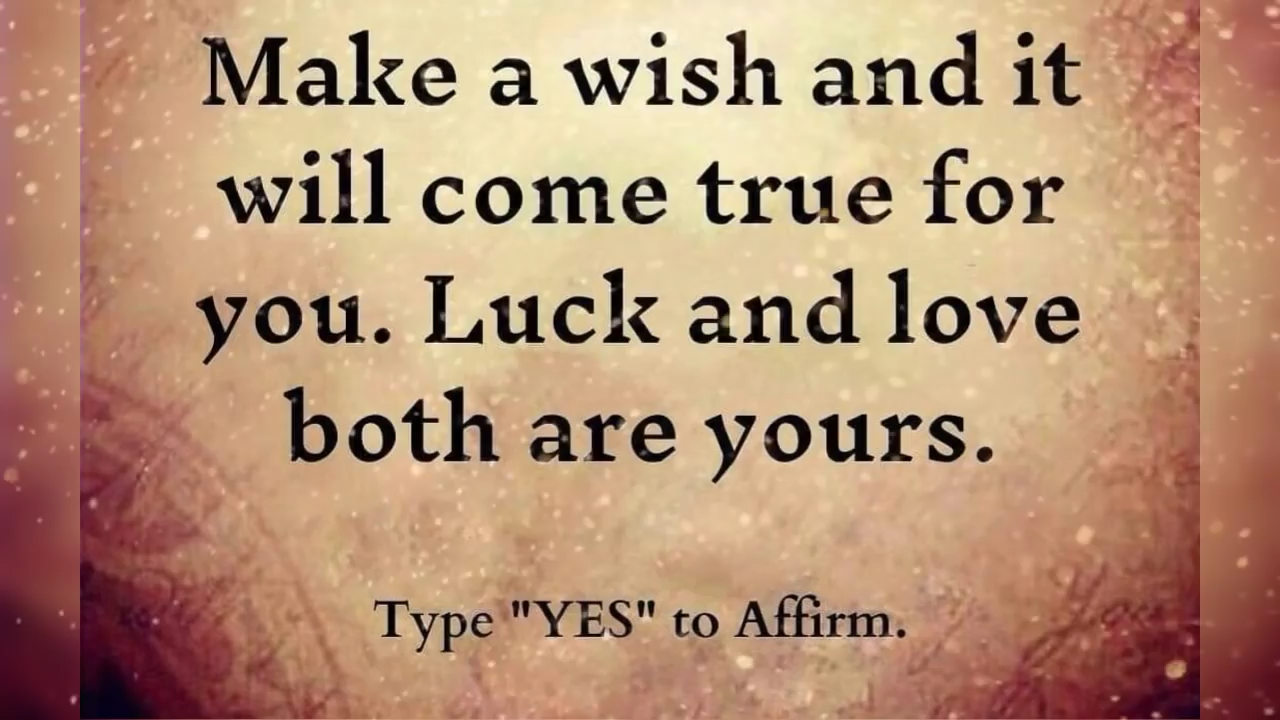 Make a wish and it
will come true for
you. Luck and love
both are yours.
Type "YES" to Affirm.